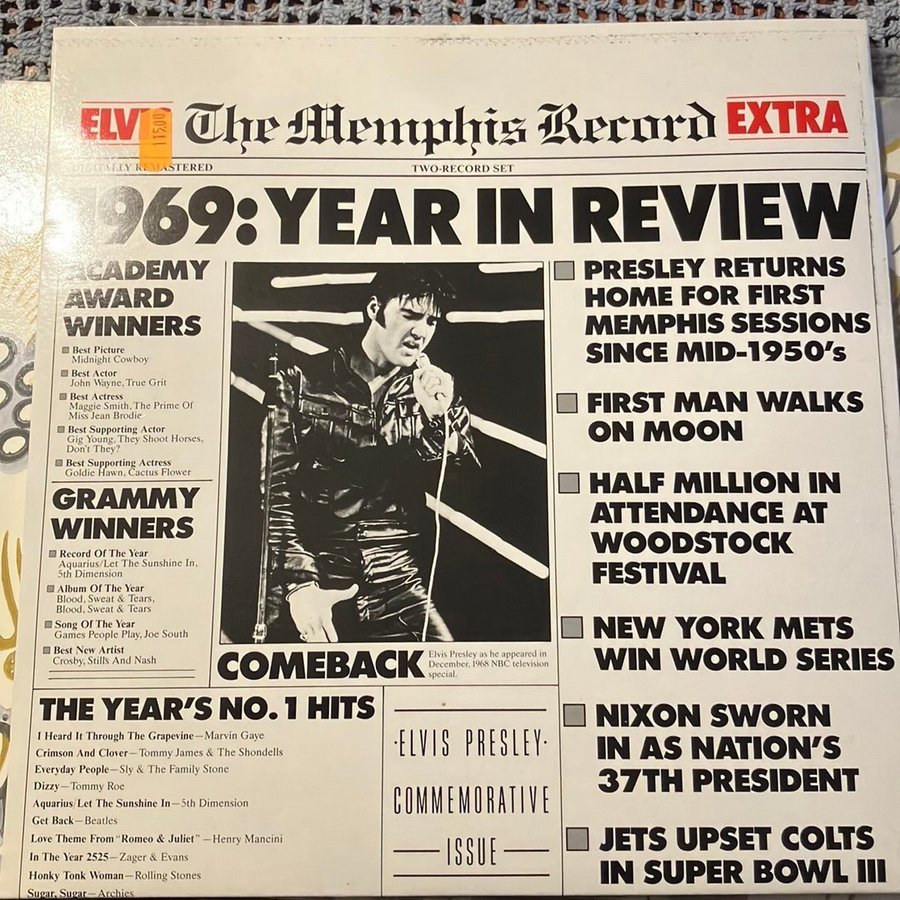 ELVIS
The Memphis Record
EXTRA
11500
REMASTERED
TWO-RECORD SET
1969: YEAR IN REVIEW
ACADEMY
AWARD
WINNERS
Best Picture
Midnight Cowboy
Best Actor
John Wayne, True Grit
Best Actress
Maggie Smith, The Prime Of
Miss Jean Brodie
Best Supporting Actor
Gig Young, They Shoot Horses,
Don't They?
Best Supporting Actress
Goldie Hawn, Cactus Flower
GRAMMY
WINNERS
Record Of The Year
Aquarius/Let The Sunshine In,
5th Dimension
Album Of The Year
Blood, Sweat & Tears,
Blood, Sweat & Tears
Song Of The Year
Games People Play, Joe South
Best New Artist
Crosby, Stills And Nash
COMEBACK
Elvis Presley as he appeared in
December, 1968 NBC television
special.
PRESLEY RETURNS
HOME FOR FIRST
MEMPHIS SESSIONS
SINCE MID-1950's
FIRST MAN WALKS
ON MOON
HALF MILLION IN
ATTENDANCE AT
WOODSTOCK
FESTIVAL
NEW YORK METS
WIN WORLD SERIES
NIXON SWORN
IN AS NATION'S
37TH PRESIDENT
JETS UPSET COLTS
IN SUPER BOWL III
THE YEAR'S NO. 1 HITS
I Heard It Through The Grapevine—Marvin Gaye
Crimson And Clover—Tommy James & The Shondells
Everyday People—Sly & The Family Stone
Dizzy—Tommy Roe
Aquarius/Let The Sunshine In—5th Dimension
Get Back—Beatles
Love Theme From "Romeo & Juliet"—Henry Mancini
In The Year 2525—Zager & Evans
Honky Tonk Woman—Rolling Stones
Sugar, Sugar—Archies
·ELVIS PRESLEY·
COMMEMORATIVE
ISSUE